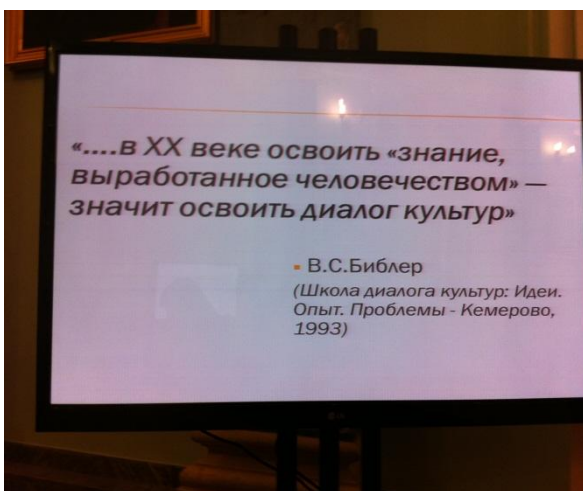 «....в XX веке освоить «знание,
выработанное человечеством» —
значит освоить диалог культур»
▪ В.С.Библер
(Школа диалога культур: Идеи.
Опыт. Проблемы - Кемерово,
1993)
LG